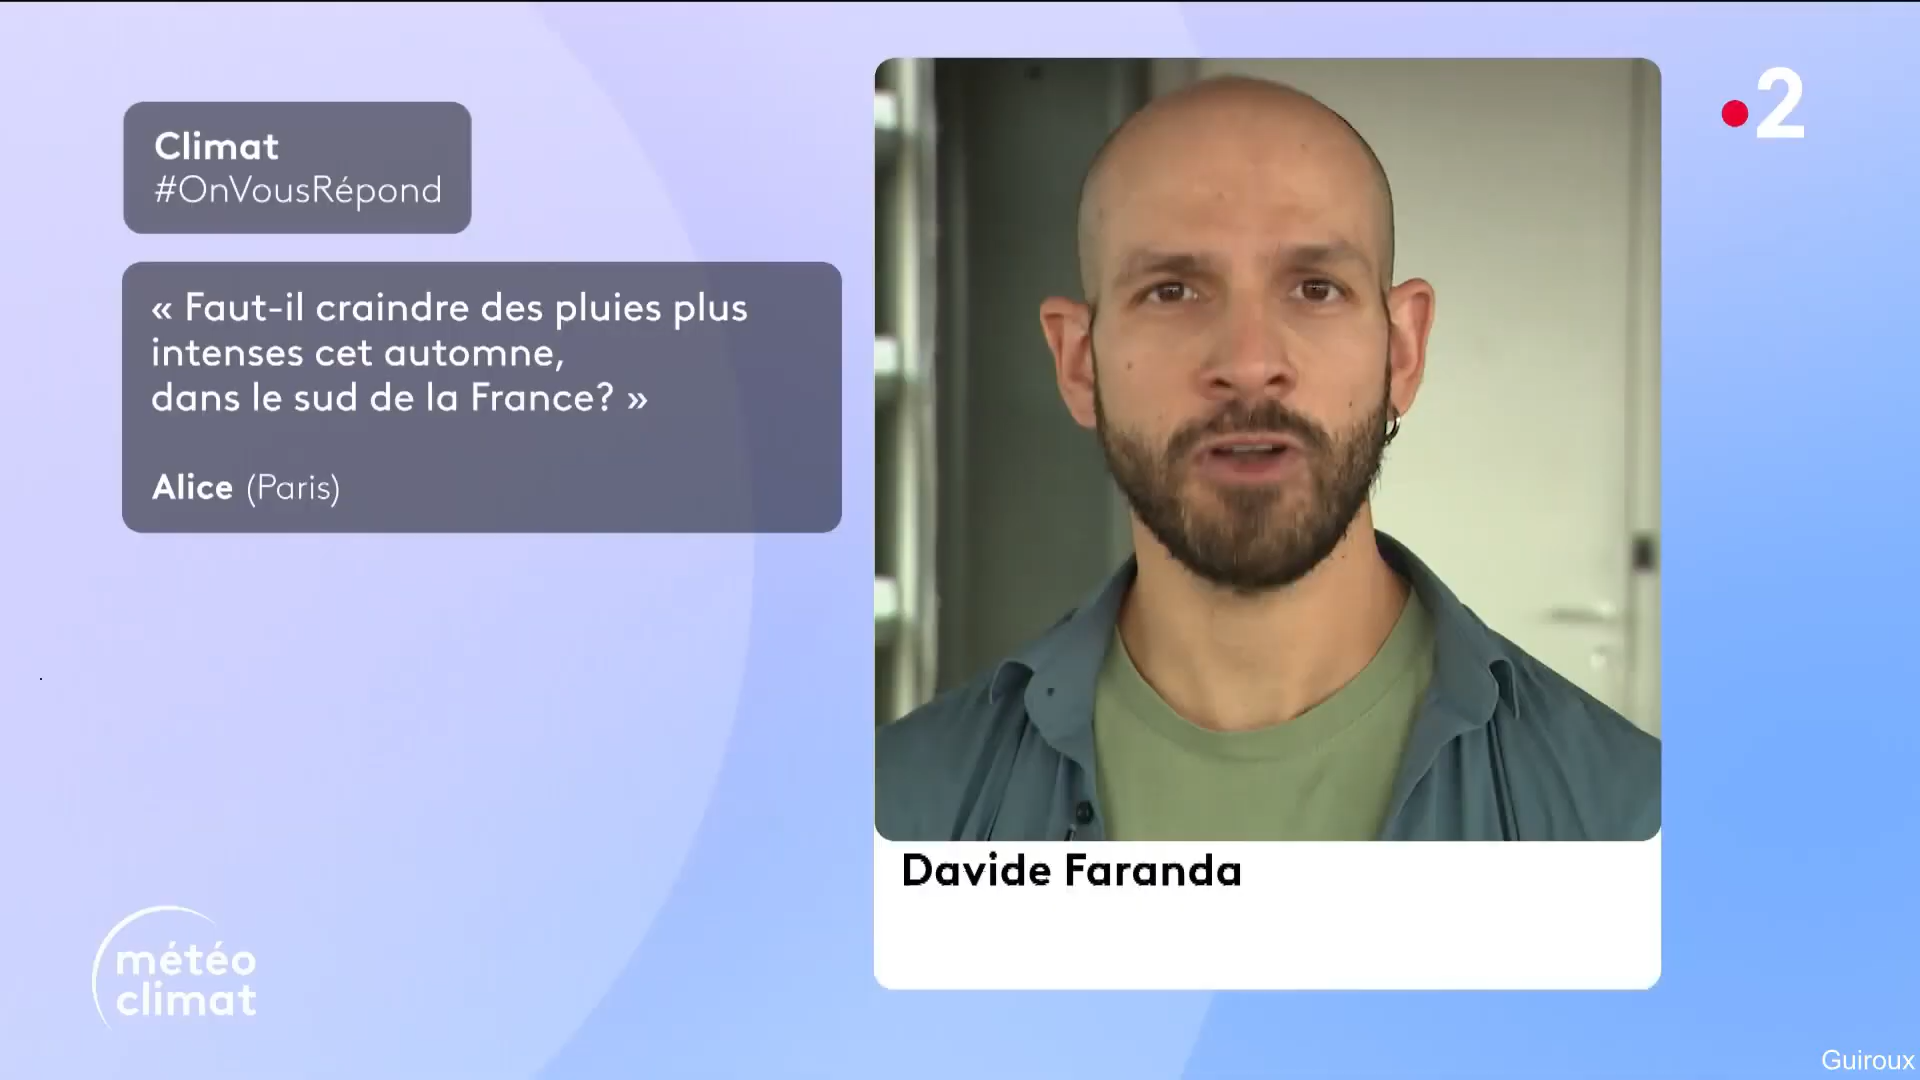 Climat
#OnVousRépond
« Faut-il craindre des pluies plus
intenses cet automne,
dans le sud de la France? »
Alice (Paris)
2
Davide Faranda
météo
climat
Guiroux